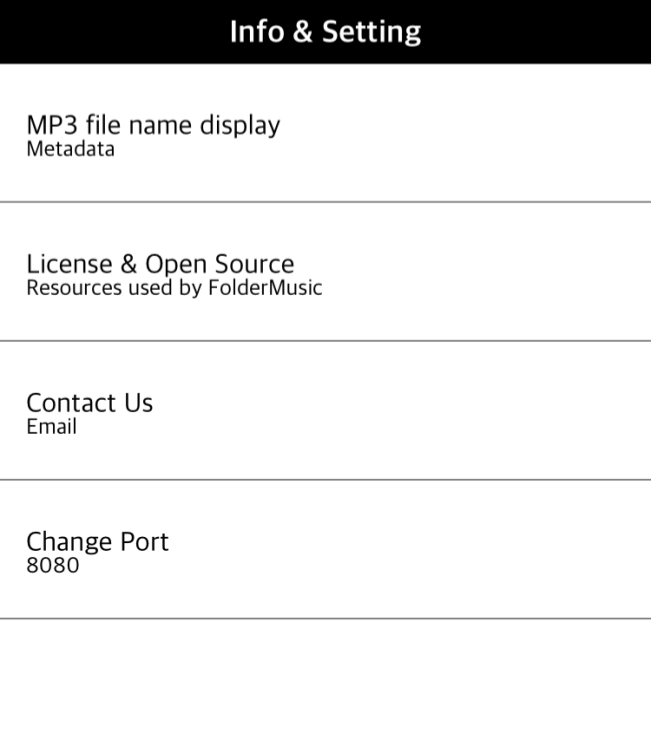 Info & Setting
MP3 file name display
Metadata
License & Open Source
Resources used by FolderMusic
Contact Us
Email
Change Port
8080